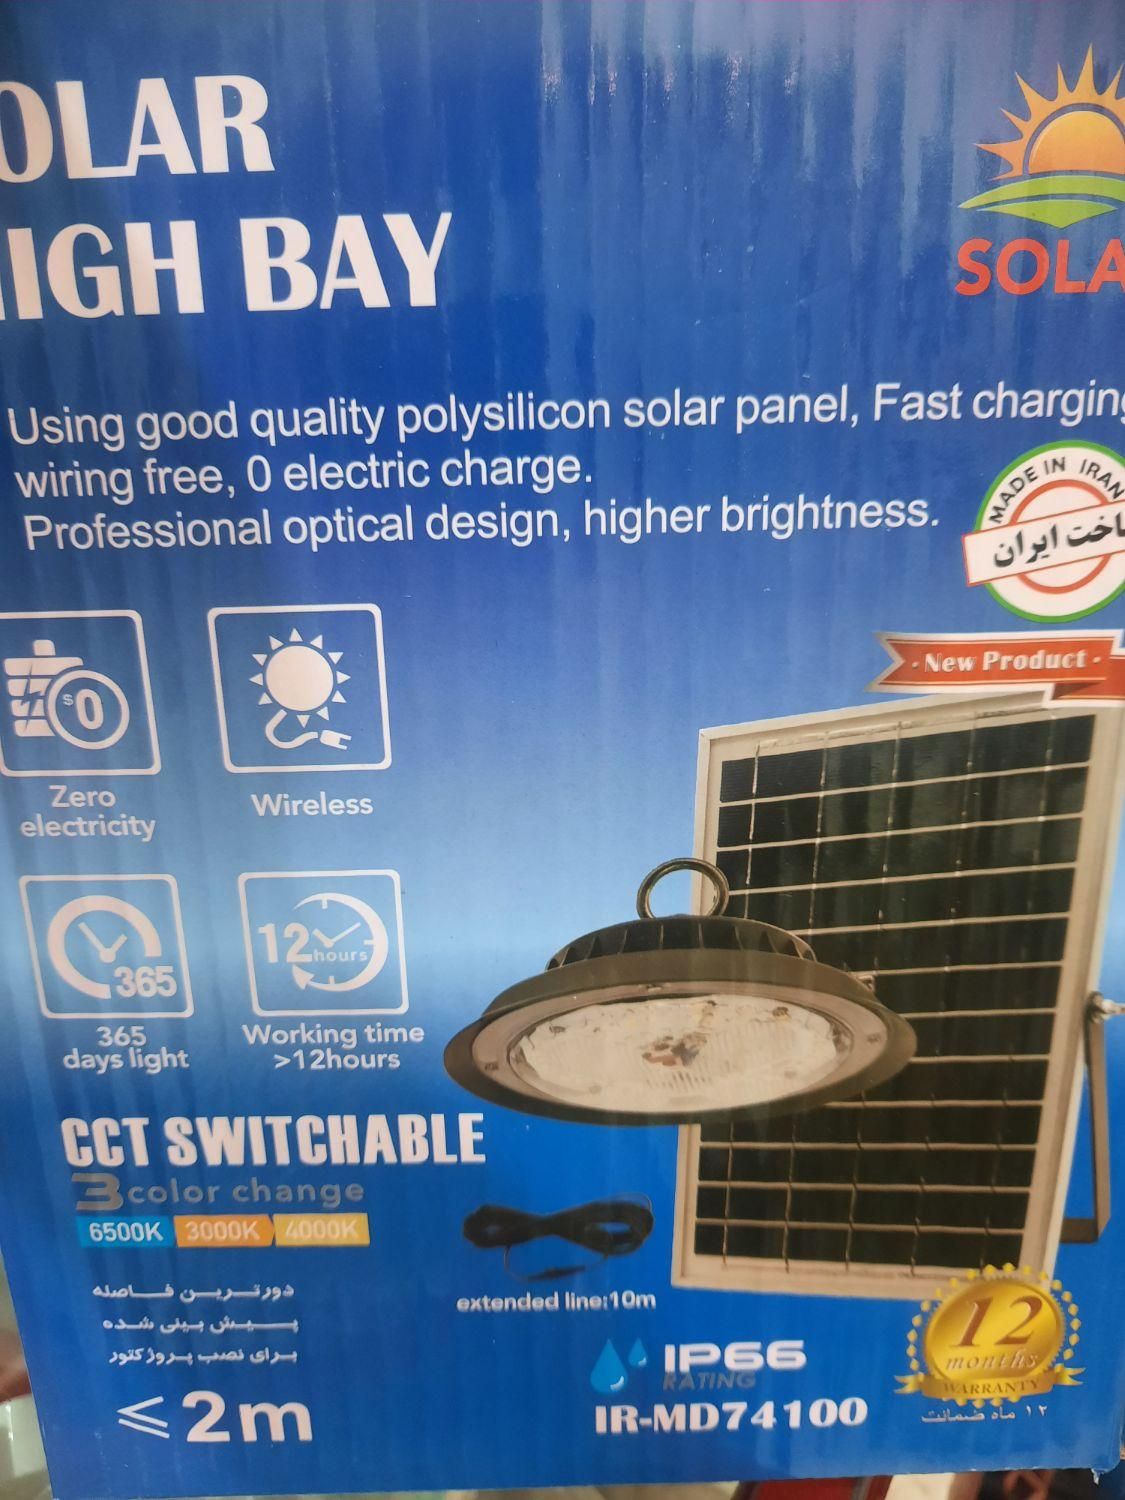 OLAR
HIGH BAY
SOLA
Using good quality polysilicon solar panel, Fast charging
wiring free, 0 electric charge.
Professional optical design, higher brightness.
MADE IN IRAN
ساخت ایران
New Product
$0
Zero
electricity
Wireless
365
365
days light
12 hours
Working time
>12hours
CCT SWITCHABLE
3 color change
6500K 3000K 4000K
دورترین فاصله
پیش بینی شده
برای نصب پروژکتور
⩽2m
extended line:10m
IP66
RATING
IR-MD74100
12
months
WARRANTY
۱۲ ماه ضمانت